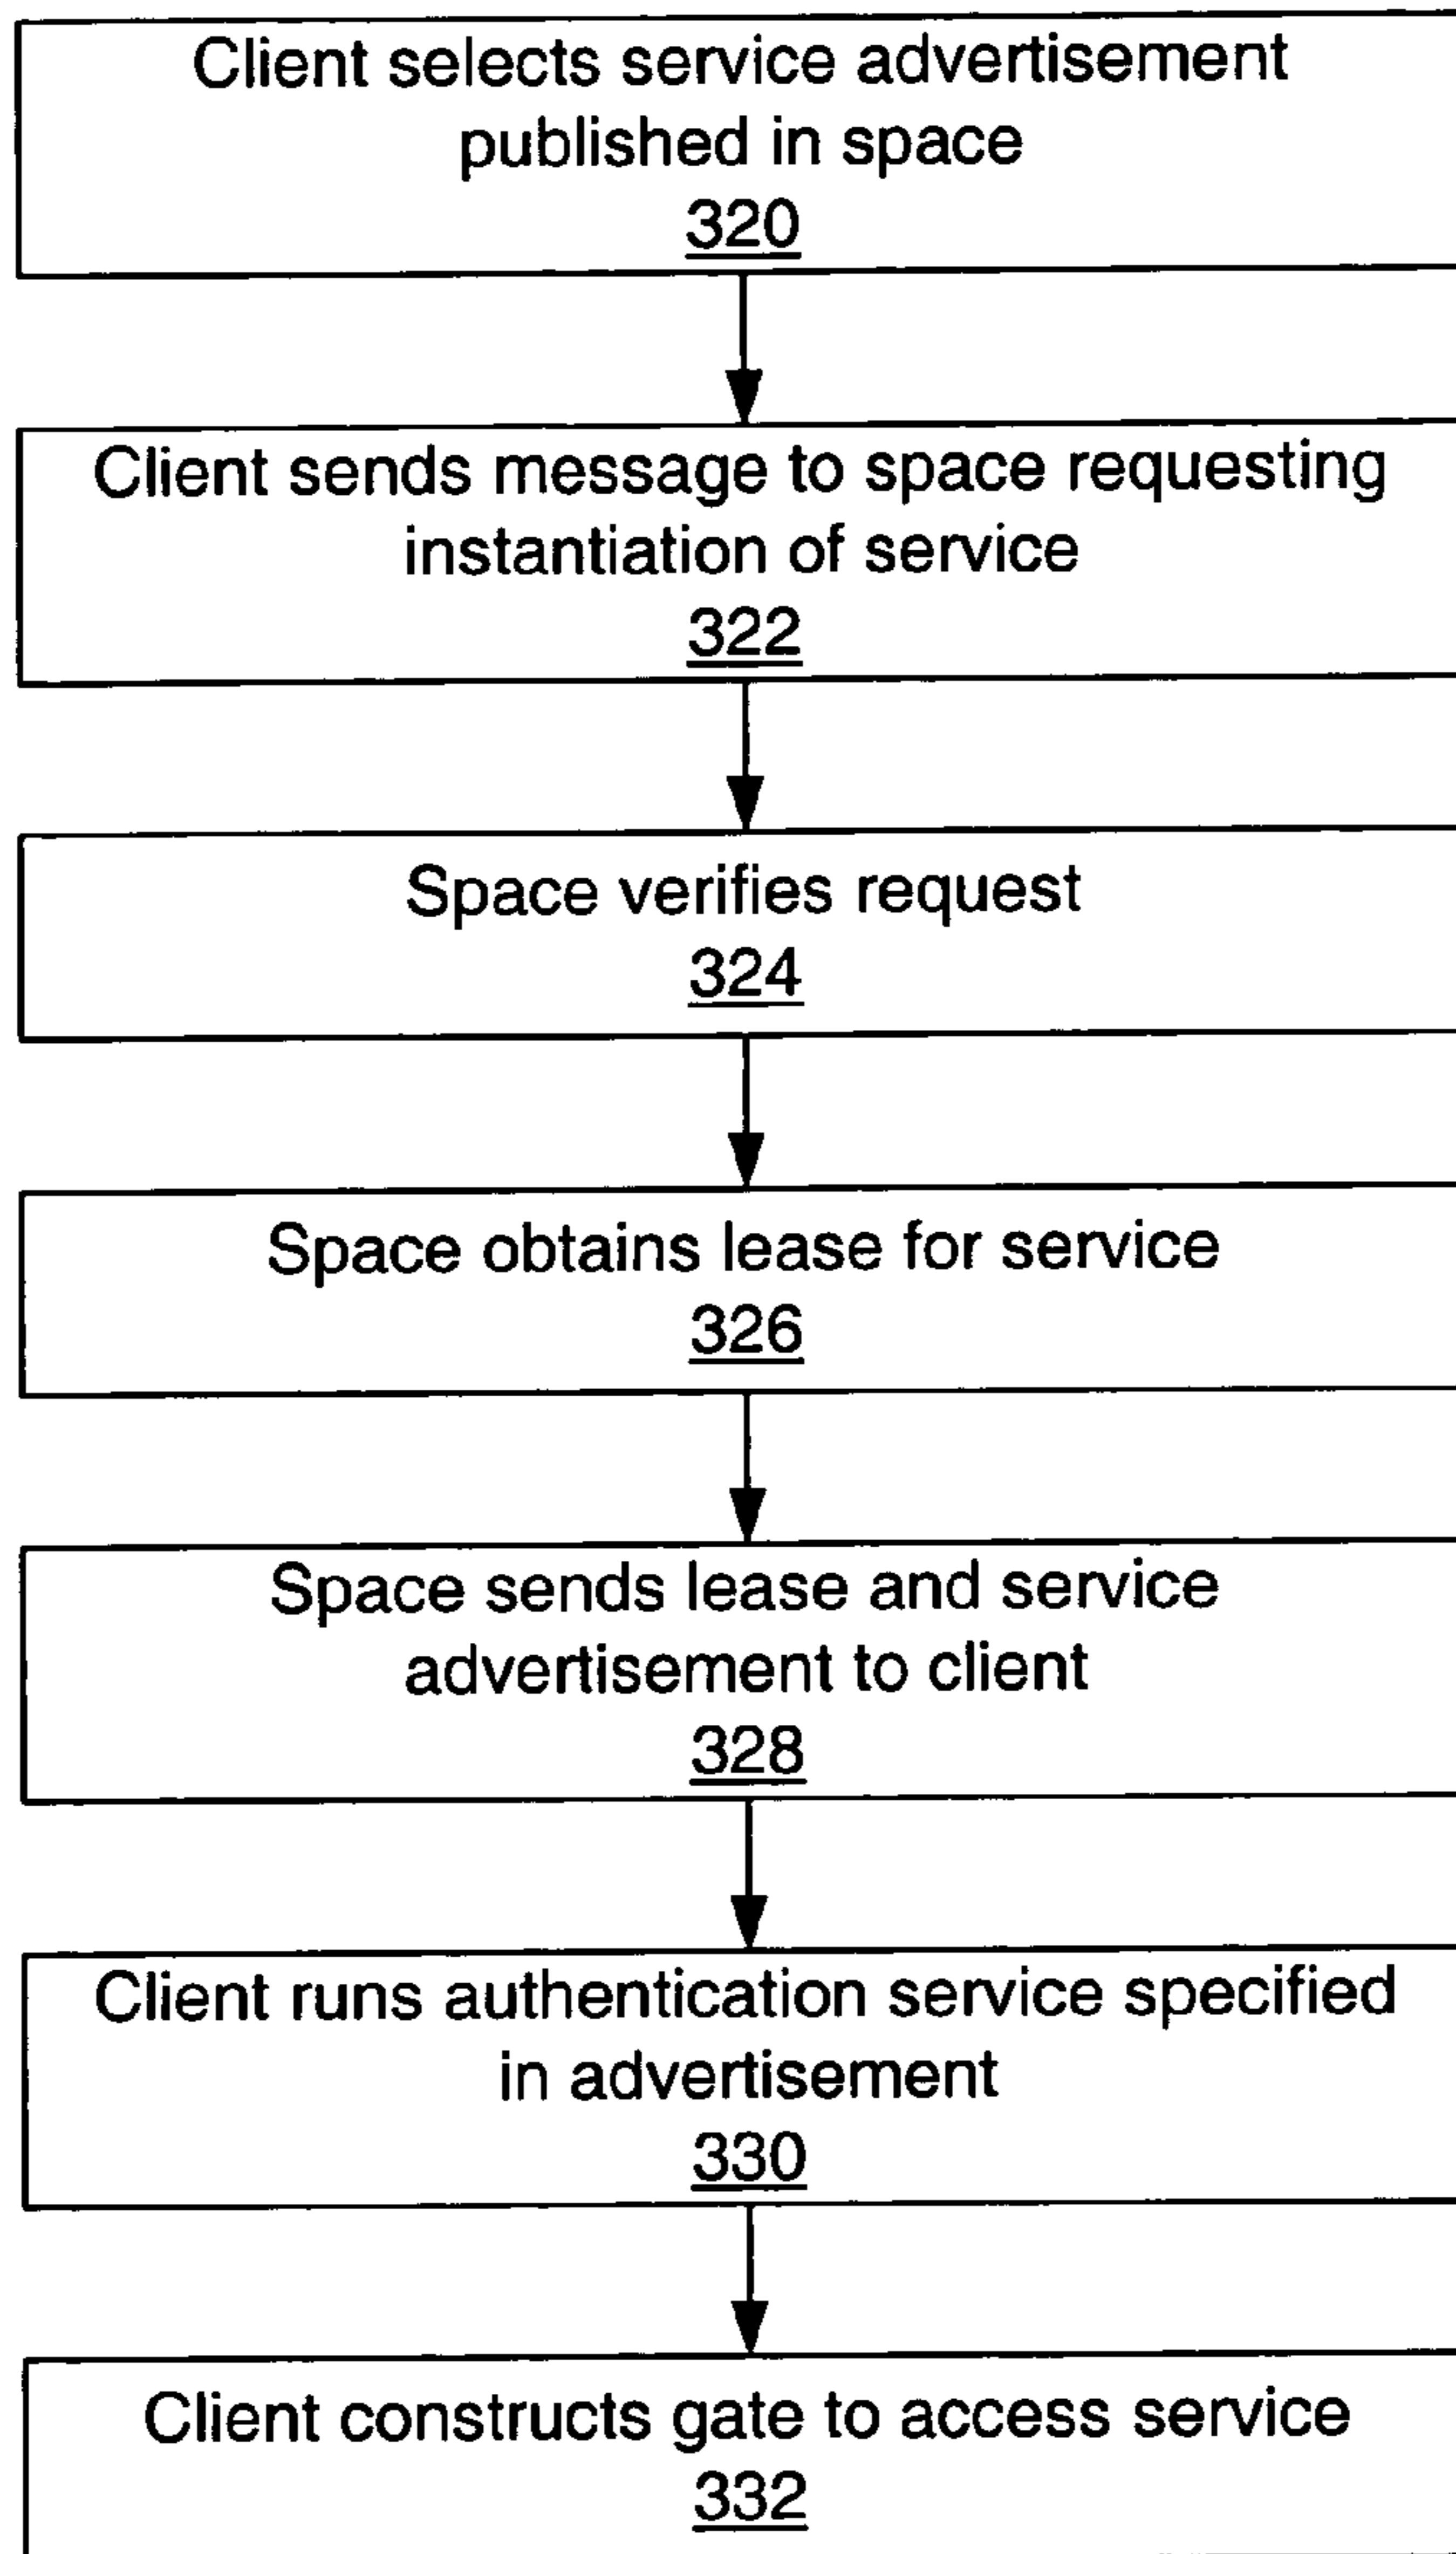 Client selects service advertisement
published in space
320
Client sends message to space requesting
instantiation of service
322
Space verifies request
324
Space obtains lease for service
326
Space sends lease and service
advertisement to client
328
Client runs authentication service specified
in advertisement
330
Client constructs gate to access service
332